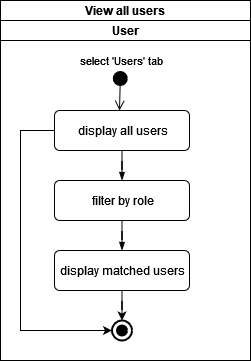 View all users
User
select 'Users' tab
display all users
filter by role
display matched users